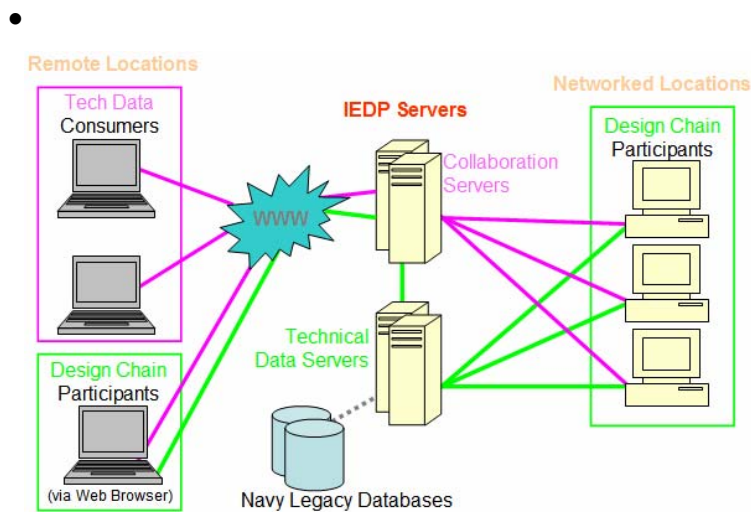 Remote Locations
Tech Data
Consumers
Design Chain
Participants
(via Web Browser)
WWW
IEDP Servers
Collaboration
Servers
Technical
Data Servers
Navy Legacy Databases
Networked Locations
Design Chain
Participants